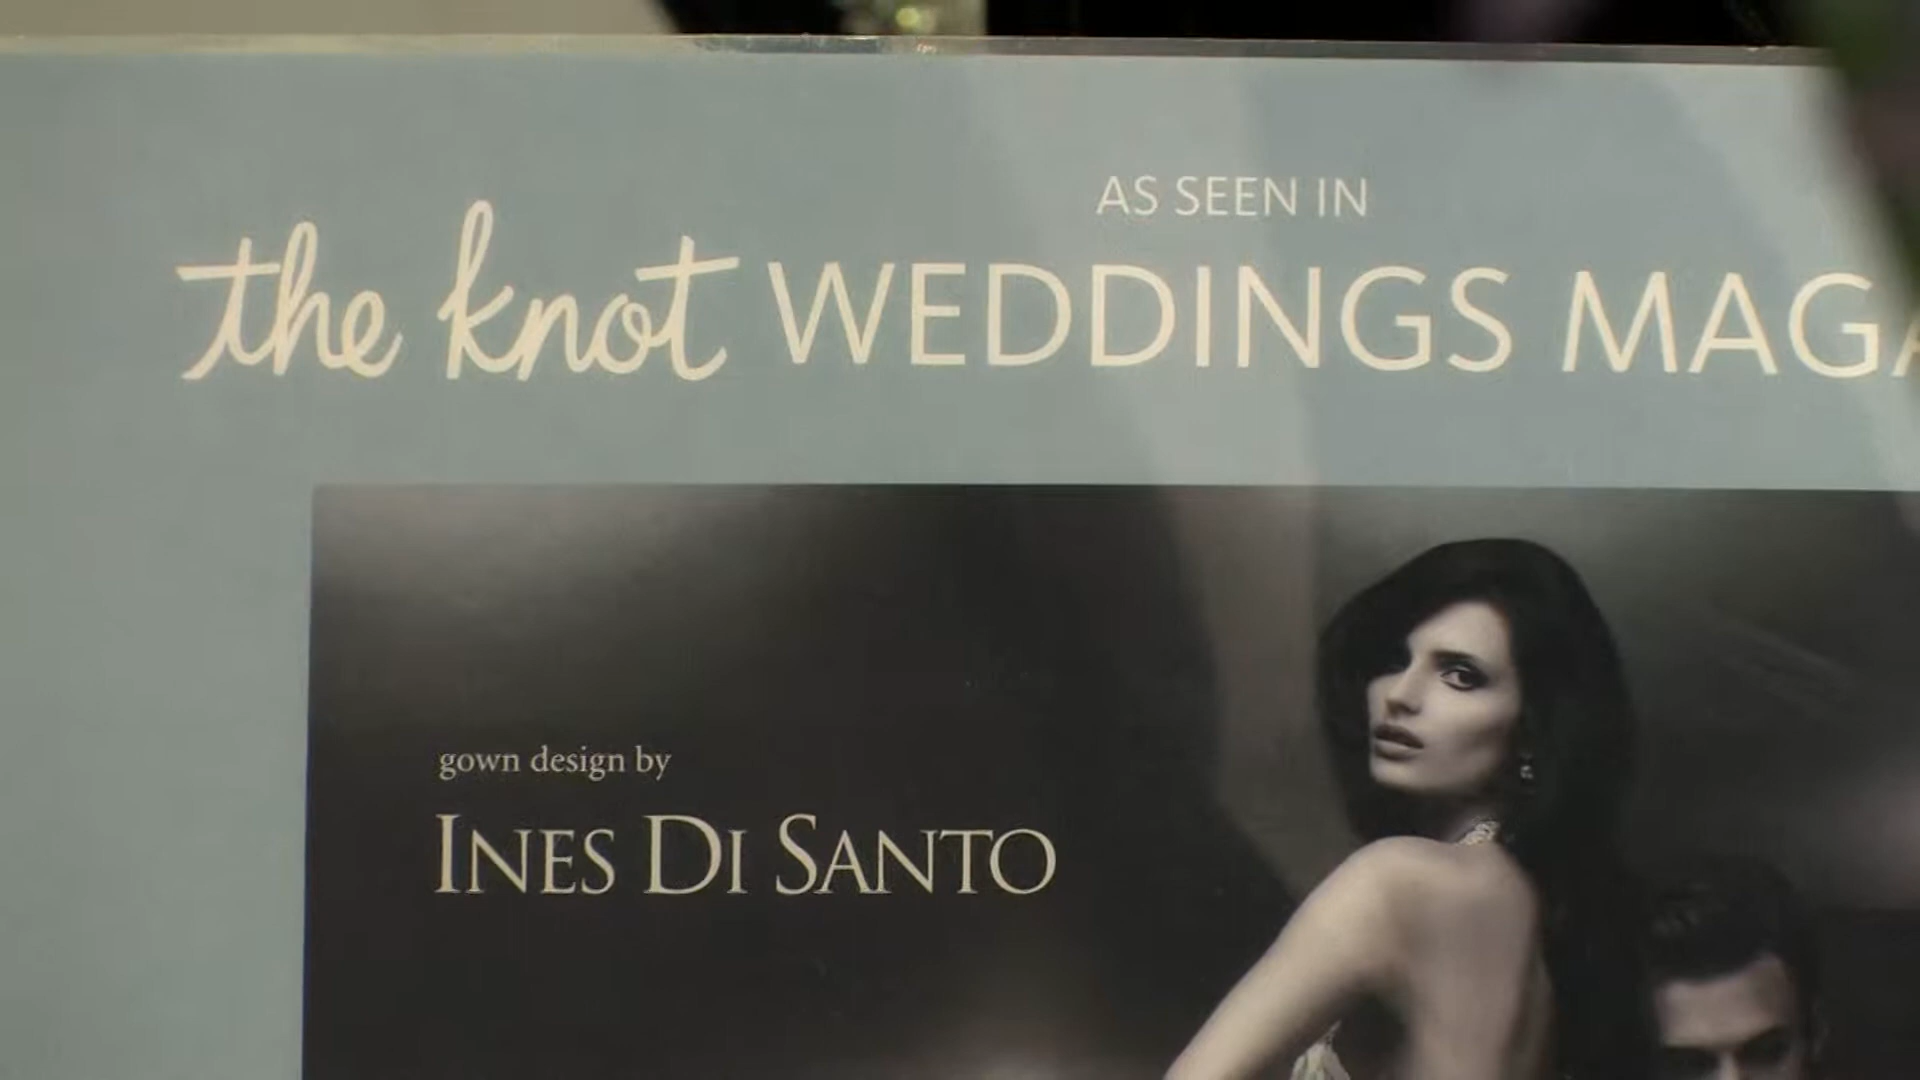 AS SEEN IN
the knot WEDDINGS MAGA
gown design by
INES DI SANTO